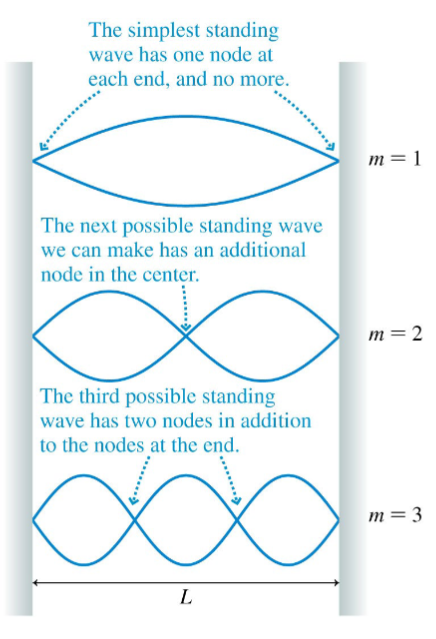 The simplest standing
wave has one node at
each end, and no more.
m = 1
The next possible standing wave
we can make has an additional
node in the center.
m = 2
The third possible standing
wave has two nodes in addition
to the nodes at the end.
m = 3
L